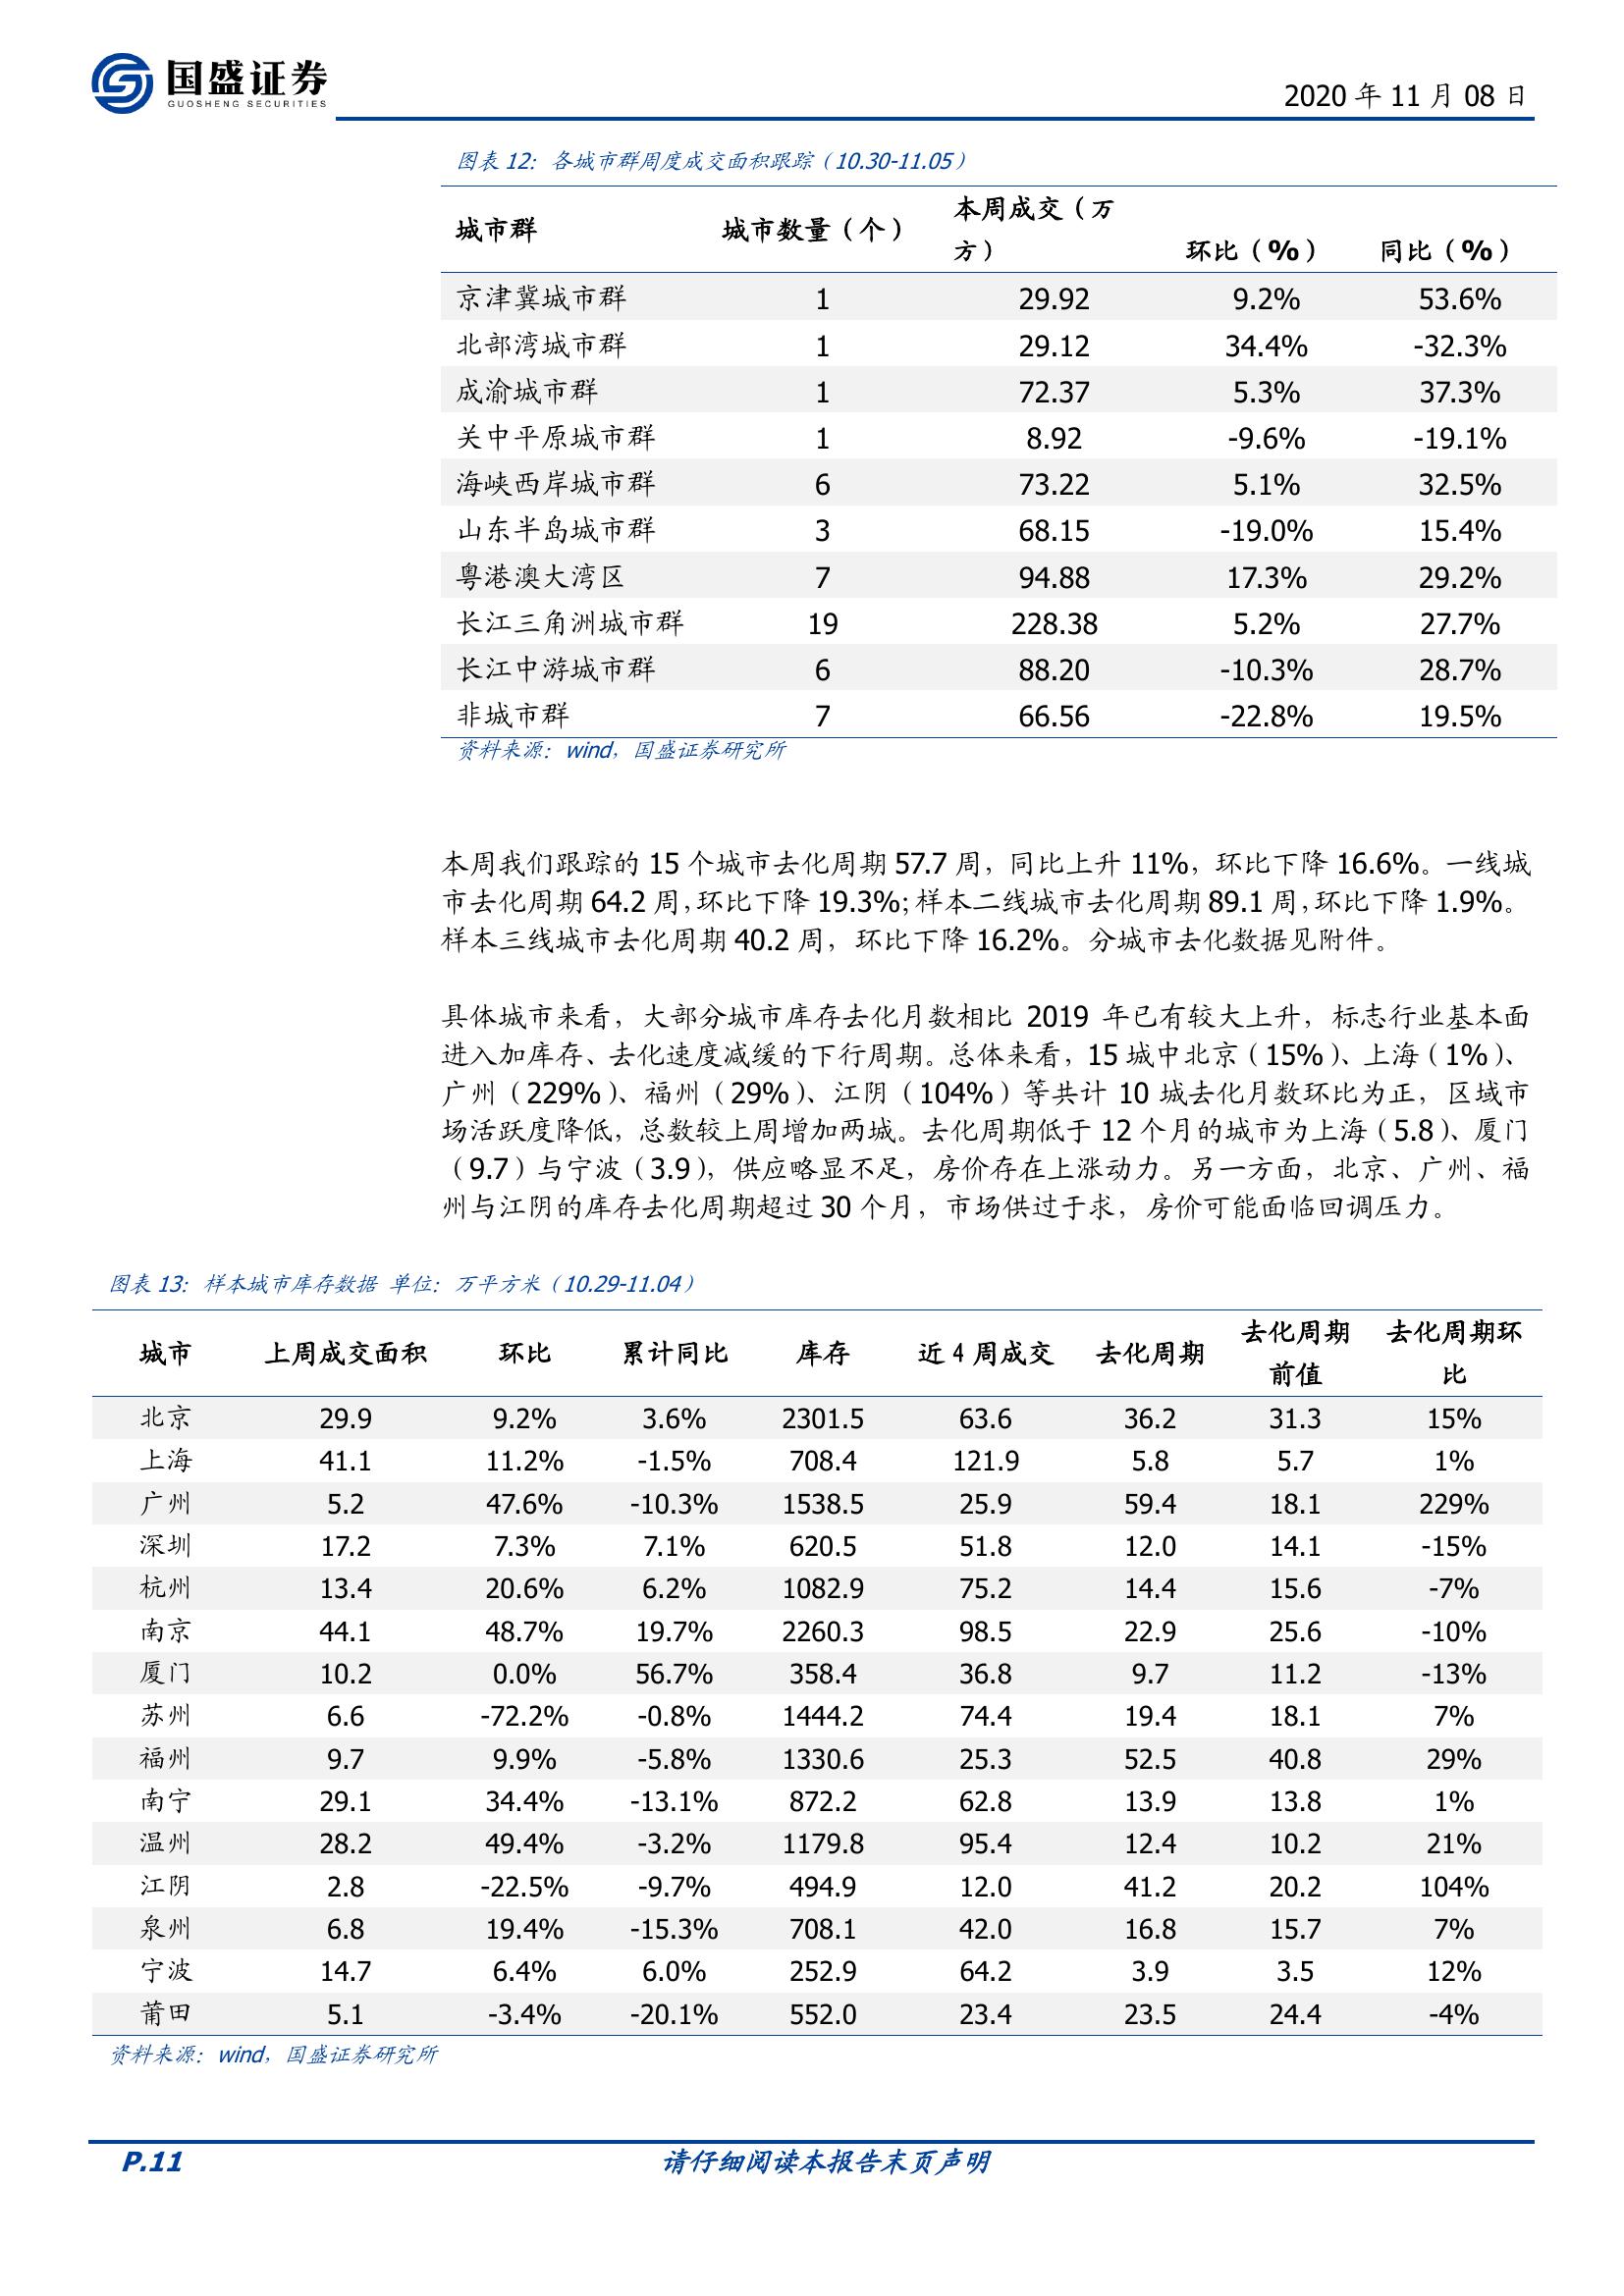 国盛证券
GUOSHENG SECURITIES
2020 年 11 月 08 日
图表 12：各城市群周度成交面积跟踪（10.30-11.05）
城市群 城市数量（个） 本周成交（万方） 环比（%） 同比（%）
京津冀城市群 1 29.92 9.2% 53.6%
北部湾城市群 1 29.12 34.4% -32.3%
成渝城市群 1 72.37 5.3% 37.3%
关中平原城市群 1 8.92 -9.6% -19.1%
海峡西岸城市群 6 73.22 5.1% 32.5%
山东半岛城市群 3 68.15 -19.0% 15.4%
粤港澳大湾区 7 94.88 17.3% 29.2%
长江三角洲城市群 19 228.38 5.2% 27.7%
长江中游城市群 6 88.20 -10.3% 28.7%
非城市群 7 66.56 -22.8% 19.5%
资料来源：wind，国盛证券研究所
本周我们跟踪的 15 个城市去化周期 57.7 周，同比上升 11%，环比下降 16.6%。一线城
市去化周期 64.2 周，环比下降 19.3%；样本二线城市去化周期 89.1 周，环比下降 1.9%。
样本三线城市去化周期 40.2 周，环比下降 16.2%。分城市去化数据见附件。
具体城市来看，大部分城市库存去化月数相比 2019 年已有较大上升，标志行业基本面
进入加库存、去化速度减缓的下行周期。总体来看，15 城中北京（15%）、上海（1%）、
广州（229%）、福州（29%）、江阴（104%）等共计 10 城去化月数环比为正，区域市
场活跃度降低，总数较上周增加两城。去化周期低于 12 个月的城市为上海（5.8）、厦门
（9.7）与宁波（3.9），供应略显不足，房价存在上涨动力。另一方面，北京、广州、福
州与江阴的库存去化周期超过 30 个月，市场供过于求，房价可能面临回调压力。
图表 13：样本城市库存数据 单位：万平方米（10.29-11.04）
城市 上周成交面积 环比 累计同比 库存 近 4 周成交 去化周期 去化周期前值 去化周期环比
北京 29.9 9.2% 3.6% 2301.5 63.6 36.2 31.3 15%
上海 41.1 11.2% -1.5% 708.4 121.9 5.8 5.7 1%
广州 5.2 47.6% -10.3% 1538.5 25.9 59.4 18.1 229%
深圳 17.2 7.3% 7.1% 620.5 51.8 12.0 14.1 -15%
杭州 13.4 20.6% 6.2% 1082.9 75.2 14.4 15.6 -7%
南京 44.1 48.7% 19.7% 2260.3 98.5 22.9 25.6 -10%
厦门 10.2 0.0% 56.7% 358.4 36.8 9.7 11.2 -13%
苏州 6.6 -72.2% -0.8% 1444.2 74.4 19.4 18.1 7%
福州 9.7 9.9% -5.8% 1330.6 25.3 52.5 40.8 29%
南宁 29.1 34.4% -13.1% 872.2 62.8 13.9 13.8 1%
温州 28.2 49.4% -3.2% 1179.8 95.4 12.4 10.2 21%
江阴 2.8 -22.5% -9.7% 494.9 12.0 41.2 20.2 104%
泉州 6.8 19.4% -15.3% 708.1 42.0 16.8 15.7 7%
宁波 14.7 6.4% 6.0% 252.9 64.2 3.9 3.5 12%
莆田 5.1 -3.4% -20.1% 552.0 23.4 23.5 24.4 -4%
资料来源：wind，国盛证券研究所
P.11 请仔细阅读本报告末页声明